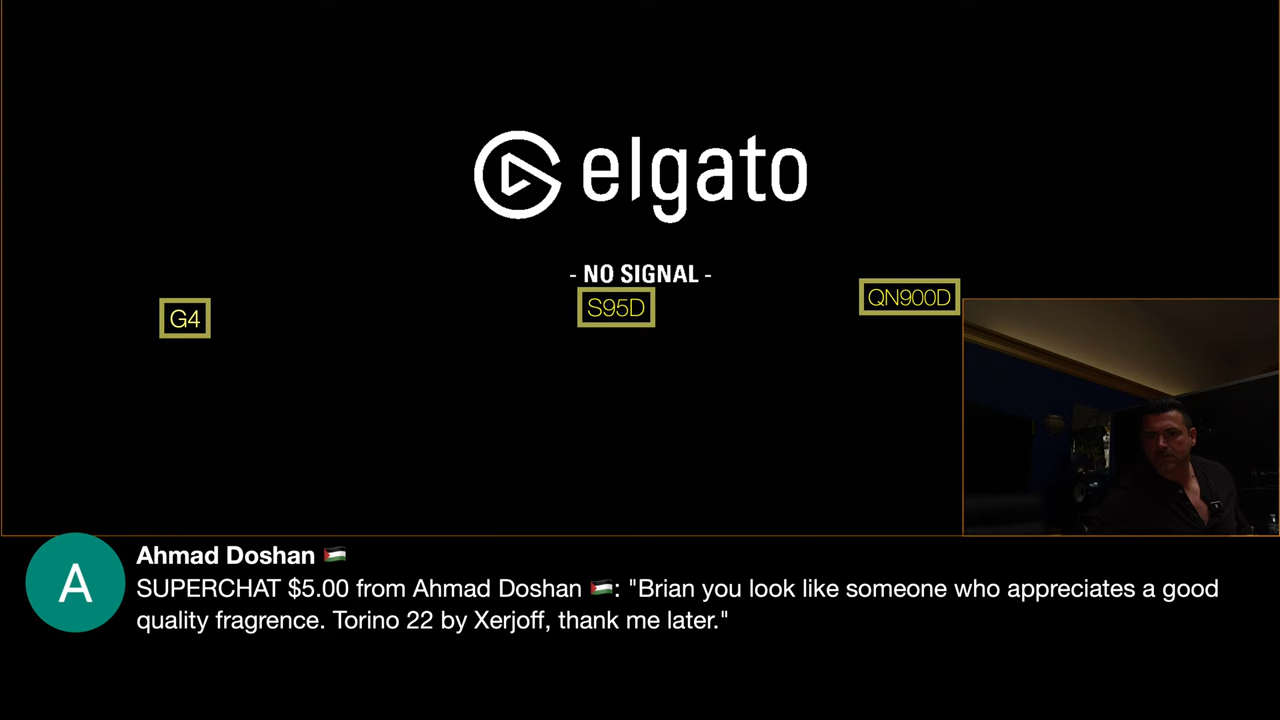 elgato
- NO SIGNAL -
G4
S95D
QN900D
A
Ahmad Doshan 🇵🇸
SUPERCHAT $5.00 from Ahmad Doshan 🇵🇸: "Brian you look like someone who appreciates a good
quality fragrence. Torino 22 by Xerjoff, thank me later."